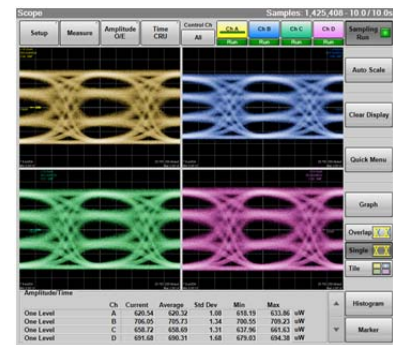 Scope
Samples: 1,425,408 - 10.0 / 10.0s
Setup
Measure
Amplitude
O/E
Time
CRU
Control Ch
All
Ch A
Run
Ch B
Run
Ch C
Run
Ch D
Run
Sampling
Run
Auto Scale
Clear Display
Quick Menu
Graph
Overlap
Single
Tile
Histogram
Marker
Amplitude/Time
Ch Current Average Std Dev Min Max
One Level A 620.54 620.32 1.08 618.19 633.86 uW
One Level B 706.05 705.73 1.34 700.55 709.23 uW
One Level C 658.72 658.69 1.31 637.96 661.63 uW
One Level D 691.68 690.31 1.68 679.03 694.38 uW